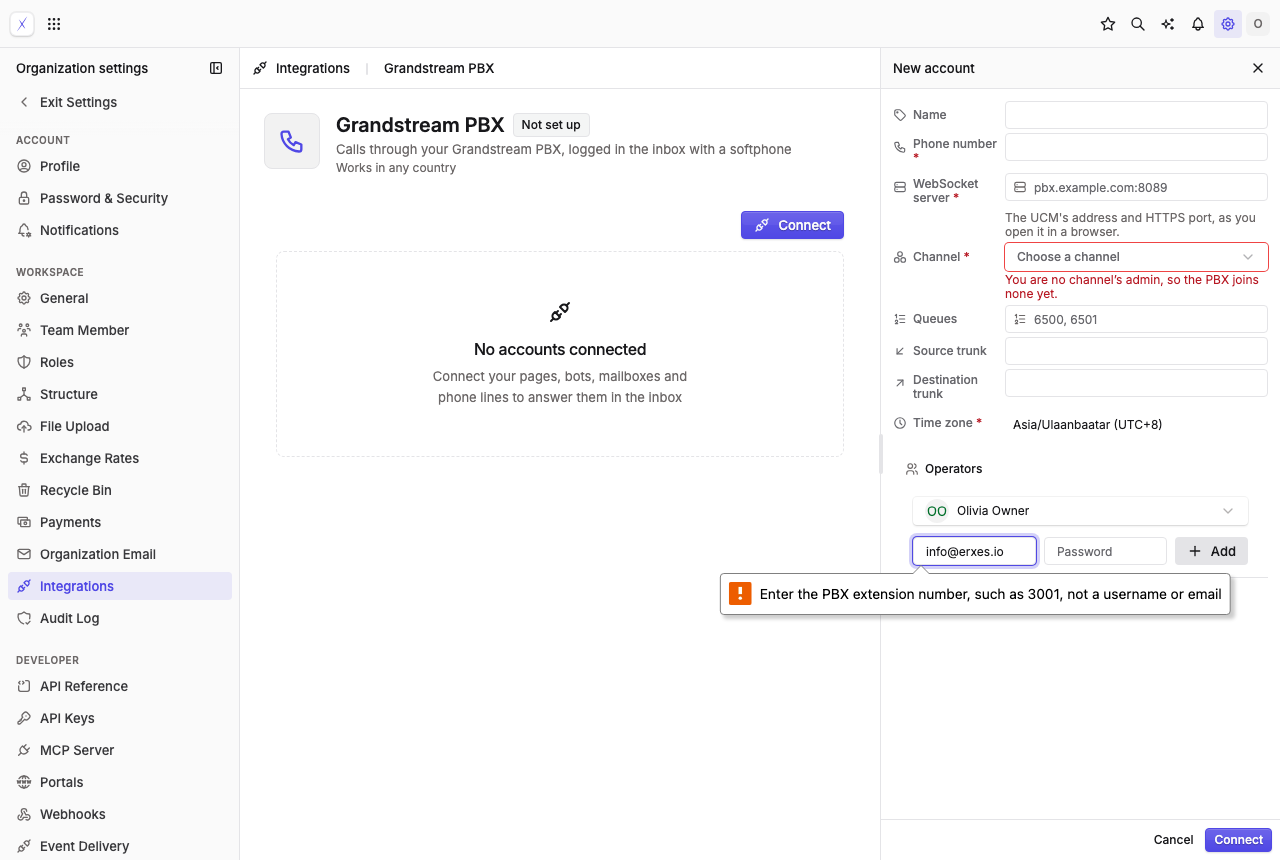 O
Organization settings
Exit Settings
ACCOUNT
Profile
Password & Security
Notifications
WORKSPACE
General
Team Member
Roles
Structure
File Upload
Exchange Rates
Recycle Bin
Payments
Organization Email
Integrations
Audit Log
DEVELOPER
API Reference
API Keys
MCP Server
Portals
Webhooks
Event Delivery
Integrations | Grandstream PBX
Grandstream PBX Not set up
Calls through your Grandstream PBX, logged in the inbox with a softphone
Works in any country
Connect
No accounts connected
Connect your pages, bots, mailboxes and
phone lines to answer them in the inbox
New account
Name
Phone number
*
WebSocket
server *
pbx.example.com:8089
The UCM's address and HTTPS port, as you
open it in a browser.
Channel *
Choose a channel
You are no channel's admin, so the PBX joins
none yet.
Queues
6500, 6501
Source trunk
Destination
trunk
Time zone *
Asia/Ulaanbaatar (UTC+8)
Operators
OO Olivia Owner
info@erxes.io Password Add
Enter the PBX extension number, such as 3001, not a username or email
Cancel Connect